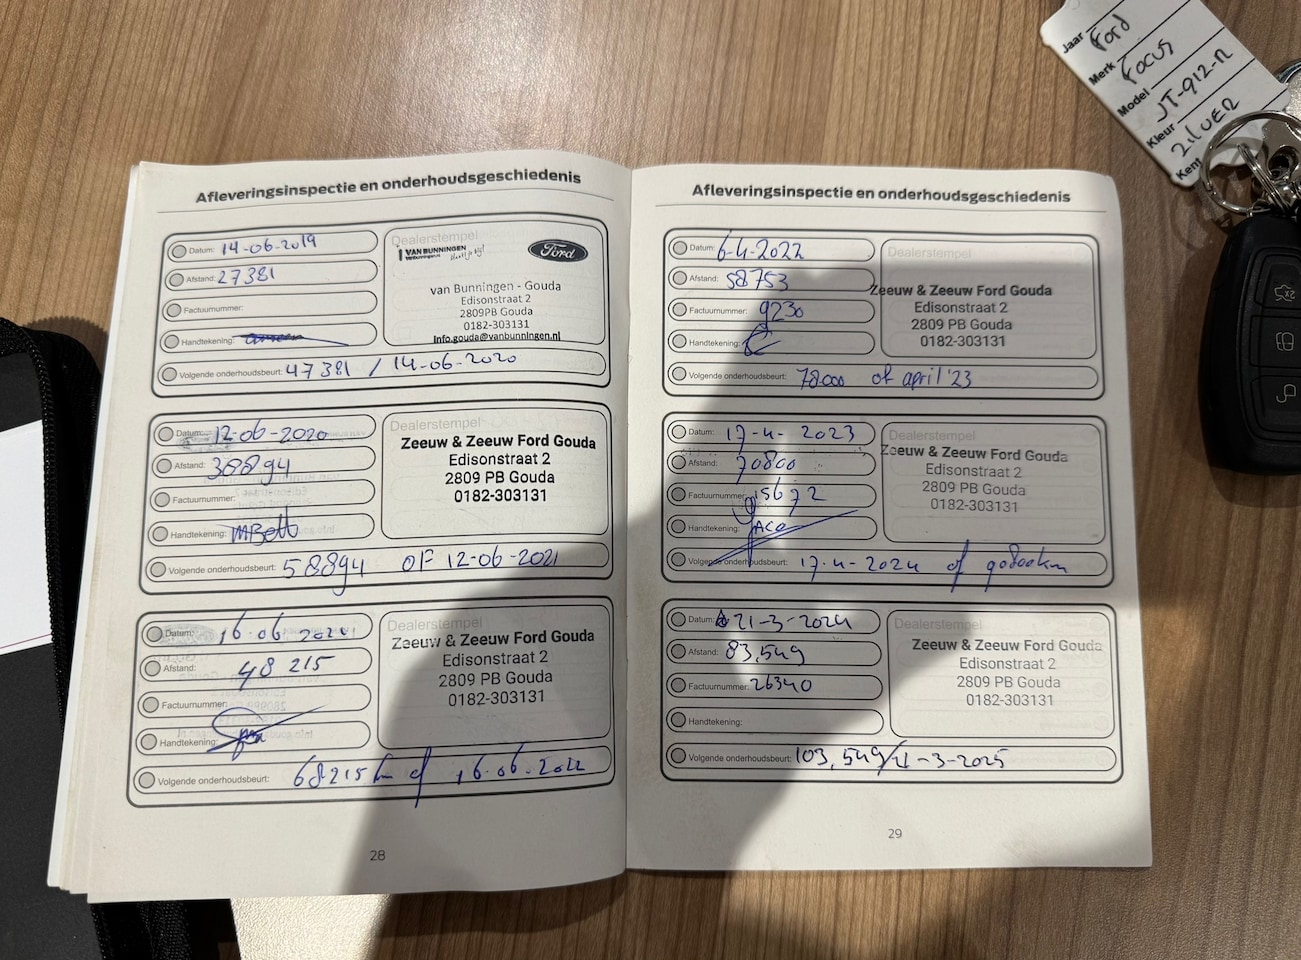 Afleveringsinspectie en onderhoudsgeschiedenis
Datum: 14-06-2019
Afstand: 27381
Factuurnummer:
Handtekening:
Volgende onderhoudsbeurt: 47381 / 14-06-2020
Dealerstempel
VAN BUNNINGEN
Ford
van Bunningen - Gouda
Edisonstraat 2
2809PB Gouda
0182-303131
Info.gouda@vanbunningen.nl
Datum: 12-06-2020
Afstand: 38894
Factuurnummer:
Handtekening:
Volgende onderhoudsbeurt: 58894 OF 12-06-2021
Dealerstempel
Zeeuw & Zeeuw Ford Gouda
Edisonstraat 2
2809 PB Gouda
0182-303131
Datum: 16-06-2021
Afstand: 48 215
Factuurnummer:
Handtekening:
Volgende onderhoudsbeurt: 68215 km of 16-06-2022
Dealerstempel
Zeeuw & Zeeuw Ford Gouda
Edisonstraat 2
2809 PB Gouda
0182-303131
28
Afleveringsinspectie en onderhoudsgeschiedenis
Datum: 6-4-2022
Afstand: 58753
Factuurnummer: 9230
Handtekening:
Volgende onderhoudsbeurt: 78000 of april '23
Dealerstempel
Zeeuw & Zeeuw Ford Gouda
Edisonstraat 2
2809 PB Gouda
0182-303131
Datum: 17-4-2023
Afstand: 70800
Factuurnummer: 15672
Handtekening:
Volgende onderhoudsbeurt: 17-4-2024 of
Dealerstempel
Zeeuw & Zeeuw Ford Gouda
Edisonstraat 2
2809 PB Gouda
0182-303131
Datum: 21-3-2024
Afstand: 83,549
Factuurnummer: 26340
Handtekening:
Volgende onderhoudsbeurt: 103,549/21-3-2025
Dealerstempel
Zeeuw & Zeeuw Ford Gouda
Edisonstraat 2
2809 PB Gouda
0182-303131
29
Jaar Ford
Merk Focus
Model JT-912-R
Kleur ZILVER
Kent